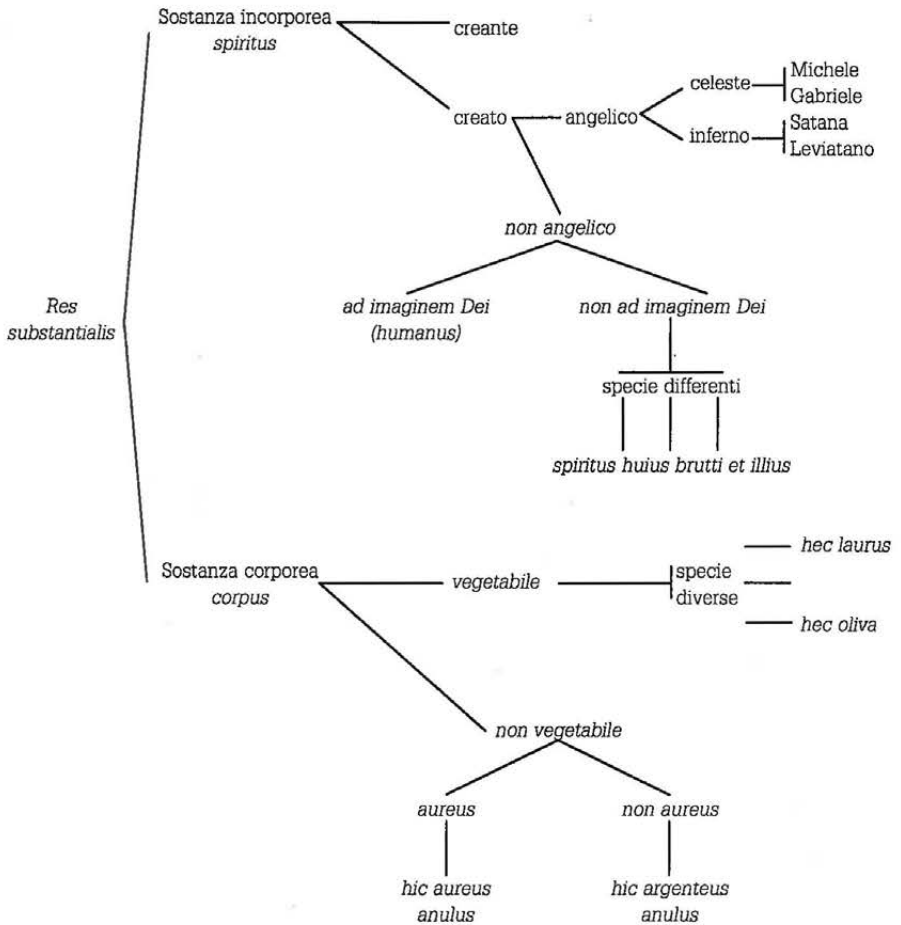 Sostanza incorporea
spiritus
creante
creato
angelico
celeste
Michele
Gabriele
inferno
Satana
Leviatano
non angelico
ad imaginem Dei
(humanus)
non ad imaginem Dei
specie differenti
spiritus huius brutti et illius
Res
substantialis
Sostanza corporea
corpus
vegetabile
specie
diverse
hec laurus
hec oliva
non vegetabile
aureus
non aureus
hic aureus
anulus
hic argenteus
anulus